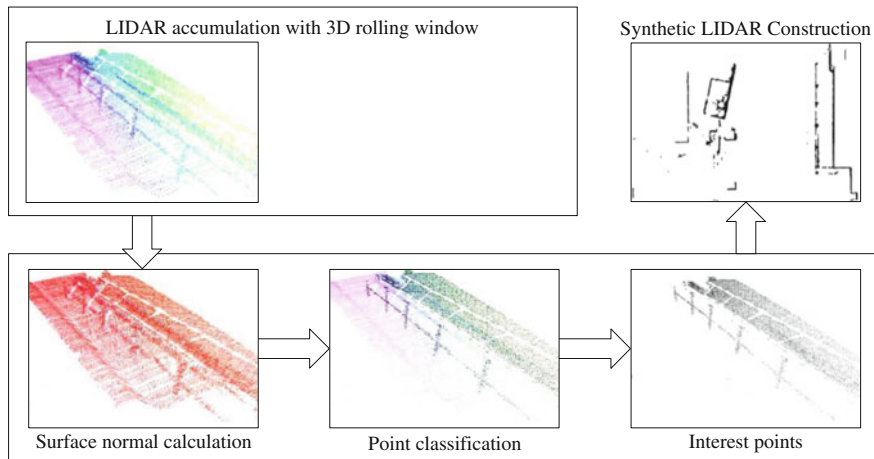 LIDAR accumulation with 3D rolling window
Synthetic LIDAR Construction
Surface normal calculation
Point classification
Interest points